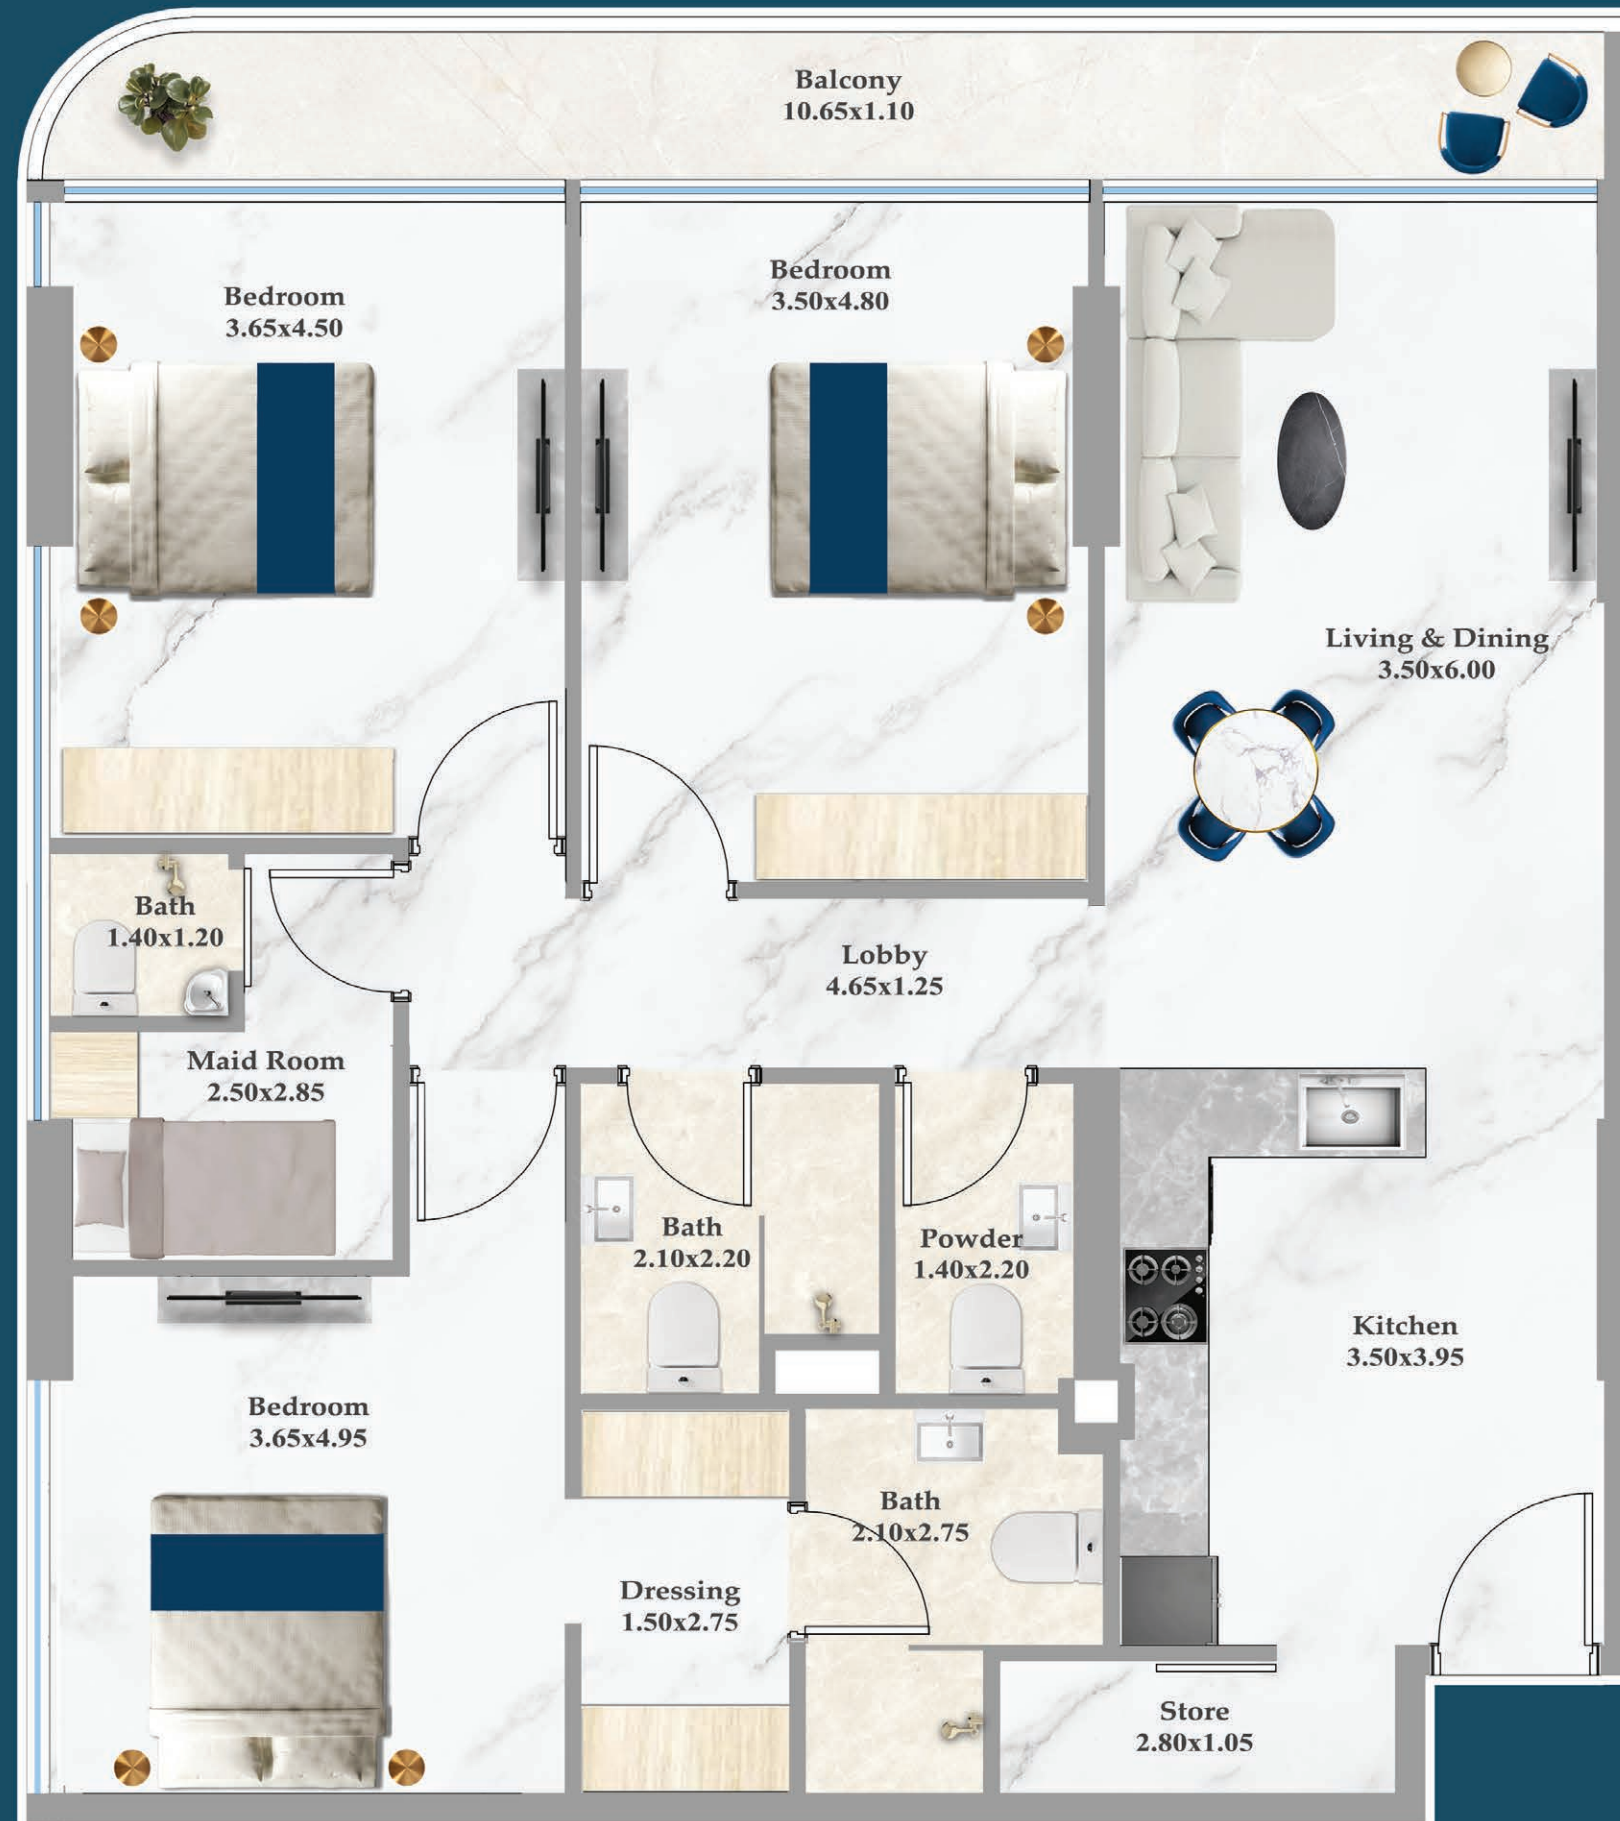 Balcony
10.65x1.10
Bedroom
3.65x4.50
Bedroom
3.50x4.80
Living & Dining
3.50x6.00
Bath
1.40x1.20
Lobby
4.65x1.25
Maid Room
2.50x2.85
Bath
2.10x2.20
Powder
1.40x2.20
Kitchen
3.50x3.95
Bedroom
3.65x4.95
Bath
2.10x2.75
Dressing
1.50x2.75
Store
2.80x1.05